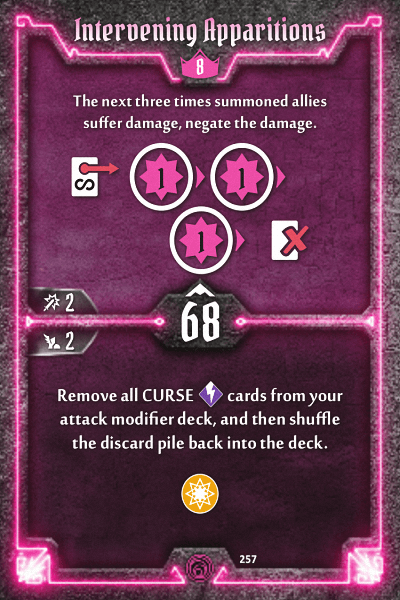 Intervening Apparitions
8
The next three times summoned allies
suffer damage, negate the damage.
1 1
1
2
68
2
Remove all CURSE cards from your
attack modifier deck, and then shuffle
the discard pile back into the deck.
257